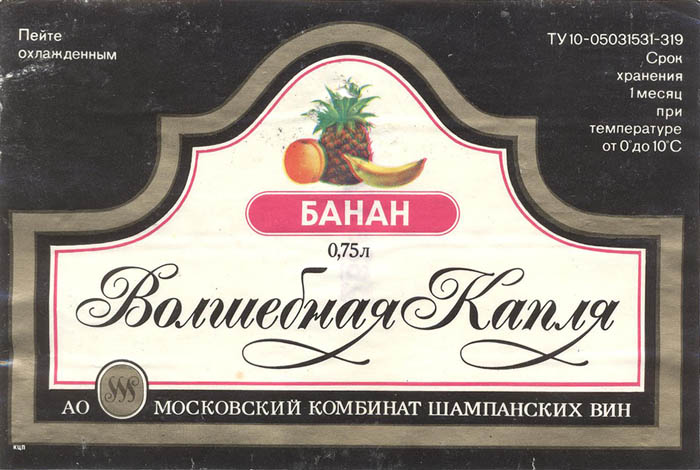 Пейте
охлажденным
ТУ 10-05031531-319
Срок
хранения
1 месяц
при
температуре
от 0° до 10°С
БАНАН
0,75л
Волшебная Капля
АО МОСКОВСКИЙ КОМБИНАТ ШАМПАНСКИХ ВИН
КЦП